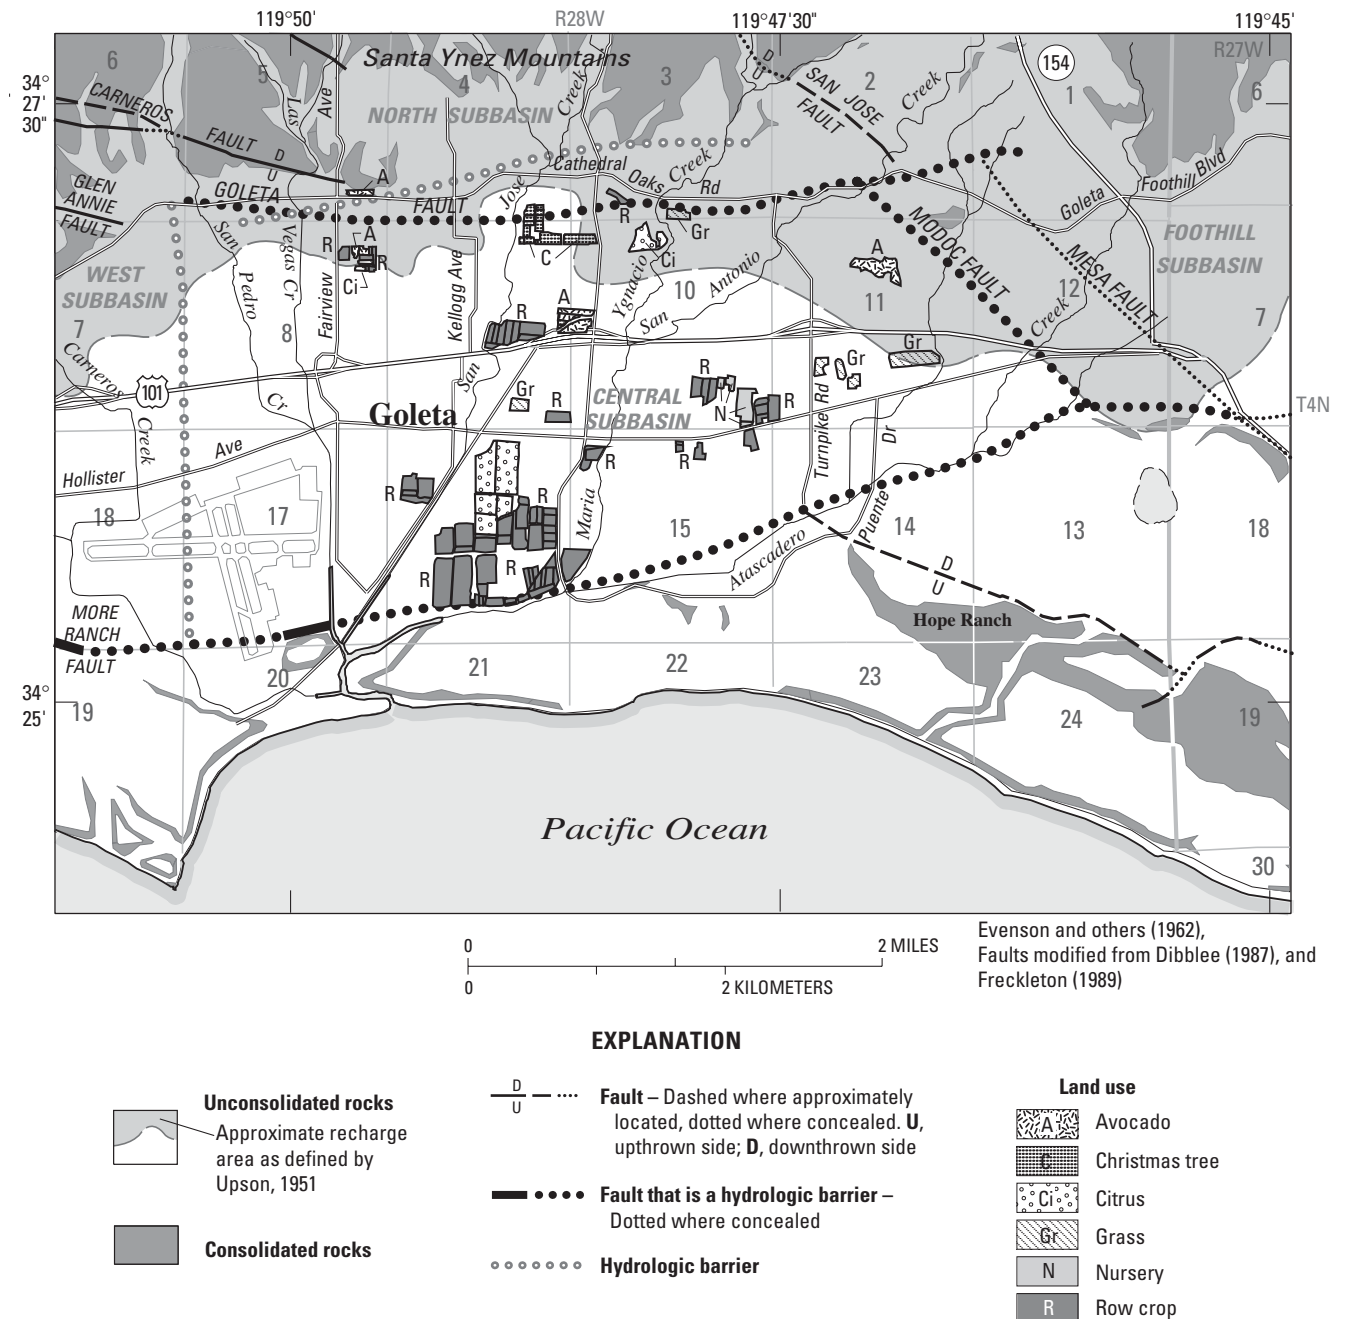 119°50'
R28W
119°47'30"
119°45'
34°
27'
30"
6
5
Santa Ynez Mountains
4
3
2
154
1
R27W
6
D
U
SAN JOSE
FAULT
Creek
Creek
CARNEROS
FAULT
D
U
Las
Ave
NORTH SUBBASIN
Cathedral
Oaks
Rd
Creek
Foothill Blvd
Goleta
GLEN
ANNIE
FAULT
GOLETA
FAULT
A
Jose
R
Gr
C
Ci
MODOC FAULT
MESA FAULT
FOOTHILL
SUBBASIN
WEST
SUBBASIN
San
Pedro
Cr
Vegas Cr
Fairview
R
A
R
Ci
Kellogg Ave
Ygnacio
San
Antonio
10
A
11
12
Creek
7
7
8
Carneros
Creek
101
R
A
San
Gr
R
CENTRAL
SUBBASIN
R
N
R
Gr
Gr
Turnpike Rd
Dr
T4N
Goleta
Hollister
Ave
R
R
R
R
R
Maria
18
17
15
14
13
18
Atascadero
Puente
D
U
MORE
RANCH
FAULT
Hope Ranch
34°
25'
19
20
21
22
23
24
19
30
Pacific Ocean
0
2 MILES
0
2 KILOMETERS
Evenson and others (1962),
Faults modified from Dibblee (1987), and
Freckleton (1989)
EXPLANATION
Unconsolidated rocks
Approximate recharge
area as defined by
Upson, 1951
Consolidated rocks
D
U
Fault – Dashed where approximately
located, dotted where concealed. U,
upthrown side; D, downthrown side
Fault that is a hydrologic barrier –
Dotted where concealed
Hydrologic barrier
Land use
A
Avocado
C
Christmas tree
Ci
Citrus
Gr
Grass
N
Nursery
R
Row crop